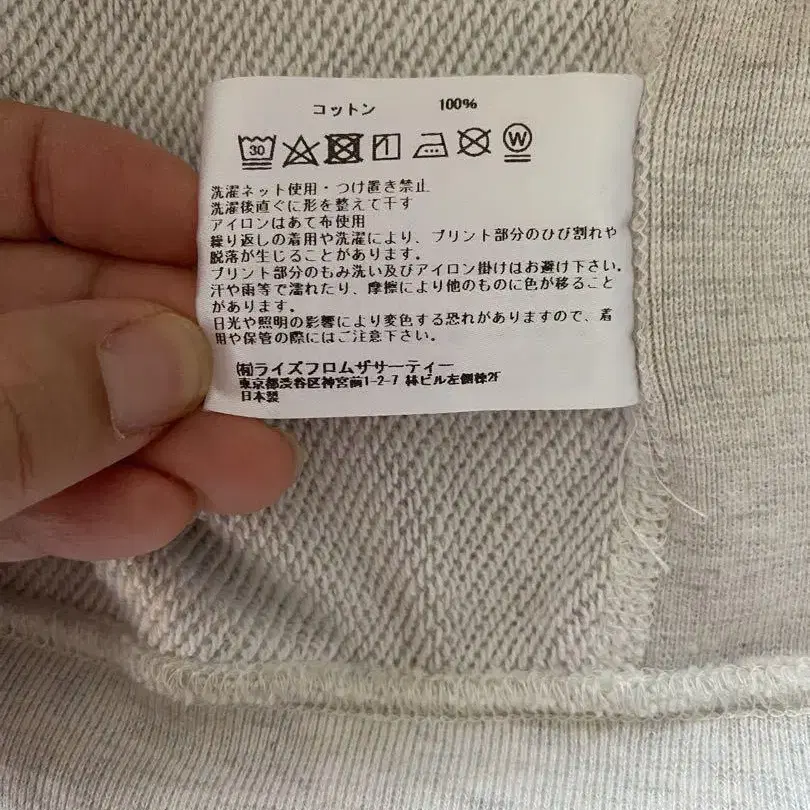 コットン 100%
30 W
洗濯ネット使用・つけ置き禁止
洗濯後直ぐに形を整えて干す
アイロンはあて布使用
繰り返しの着用や洗濯により、プリント部分のひび割れや
脱落が生じることがあります。
プリント部分のもみ洗い及びアイロン掛けはお避け下さい。
汗や雨等で濡れたり、摩擦により他のものに色が移ること
があります。
日光や照明の影響により変色する恐れがありますので、着
用や保管の際にはご注意下さい。
㈲ライズフロムザサーティー
東京都渋谷区神宮前1-2-7 林ビル左側棟2F
日本製